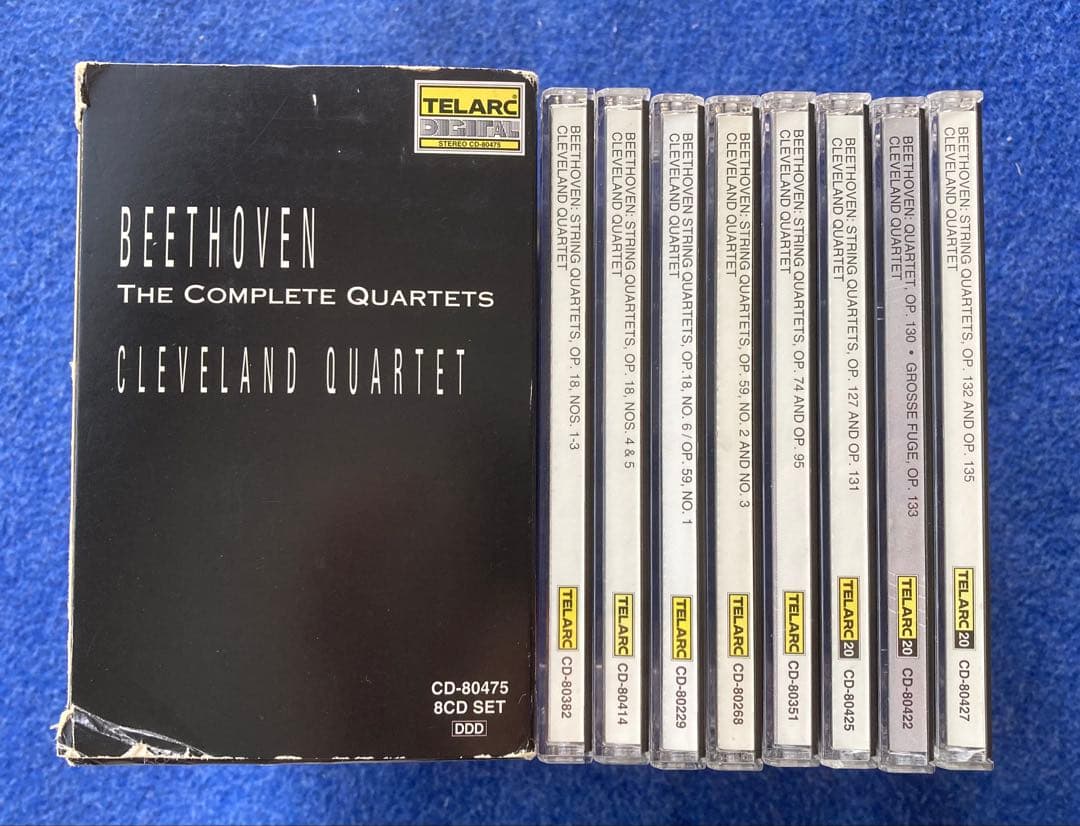 TELARC®
DIGITAL
STEREO CD-80475
BEETHOVEN
THE COMPLETE QUARTETS
CLEVELAND QUARTET
CD-80475
8CD SET
DDD
BEETHOVEN: STRING QUARTETS, OP. 18, NOS. 1-3
CLEVELAND QUARTET
TELARC CD-80382
BEETHOVEN: STRING QUARTETS, OP. 18, NOS. 4 & 5
CLEVELAND QUARTET
TELARC CD-80414
BEETHOVEN STRING QUARTETS, OP.18, NO. 6 / OP. 59, NO. 1
CLEVELAND QUARTET
TELARC CD-80229
BEETHOVEN: STRING QUARTETS, OP. 59, NO. 2 AND NO. 3
CLEVELAND QUARTET
TELARC CD-80268
BEETHOVEN: STRING QUARTETS, OP. 74 AND OP. 95
CLEVELAND QUARTET
TELARC CD-80351
BEETHOVEN: STRING QUARTETS, OP. 127 AND OP. 131
CLEVELAND QUARTET
TELARC 20 CD-80425
BEETHOVEN: QUARTET, OP. 130 • GROSSE FUGE, OP. 133
CLEVELAND QUARTET
TELARC 20 CD-80422
BEETHOVEN: STRING QUARTETS, OP. 132 AND OP. 135
CLEVELAND QUARTET
TELARC 20 CD-80427